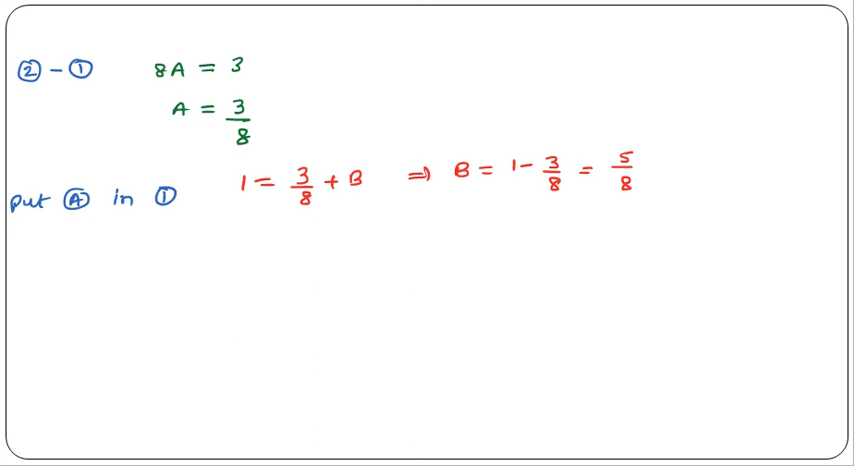 ② - ① 8A = 3
A = 3/8
put Ⓐ in ① 1 = 3/8 + B ⇒ B = 1 - 3/8 = 5/8